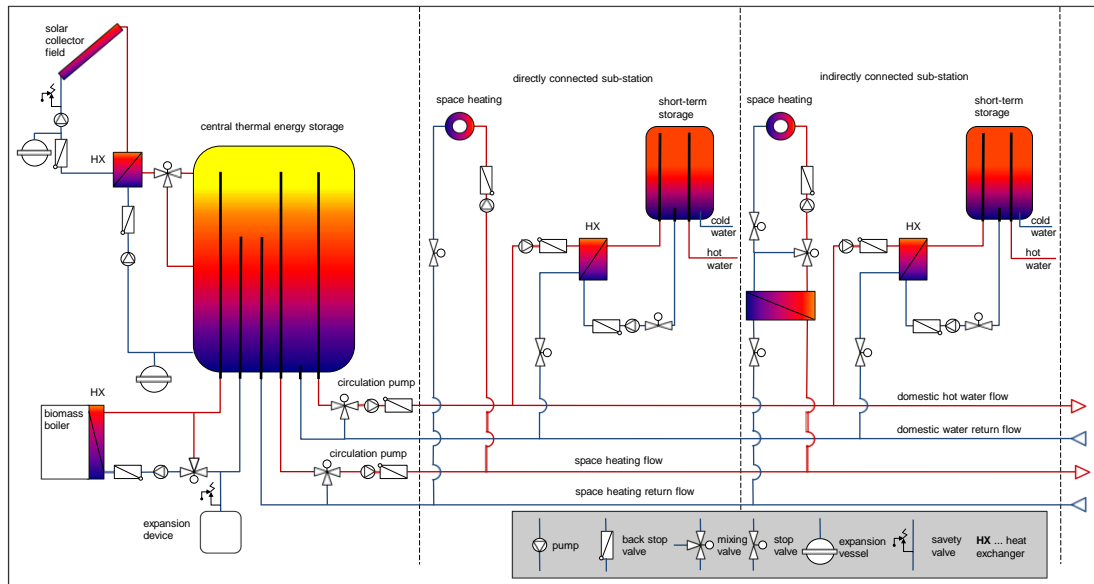 solar
collector
field
HX
central thermal energy storage
directly connected sub-station
space heating
short-term
storage
HX
cold
water
hot
water
indirectly connected sub-station
space heating
short-term
storage
HX
cold
water
hot
water
HX
biomass
boiler
expansion
device
circulation pump
circulation pump
domestic hot water flow
domestic water return flow
space heating flow
space heating return flow
pump
back stop
valve
mixing
valve
stop
valve
expansion
vessel
savety
valve
HX ... heat
exchanger